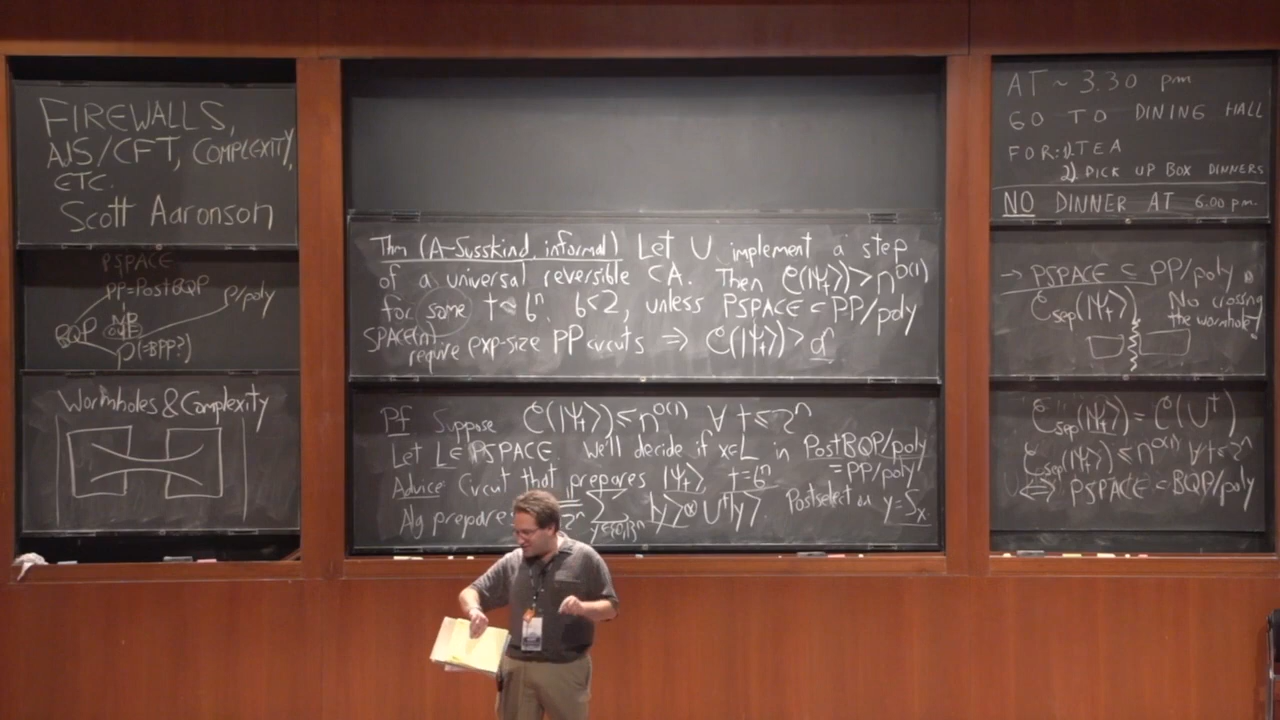 FIREWALLS,
AdS/CFT, COMPLEXITY,
ETC.
Scott Aaronson
PSPACE
PP=PostBQP
P/poly
BQP
P(=BPP?)
Wormholes & Complexity
Thm (A-Susskind, informal) Let U implement a step
of a universal reversible CA. Then C(|Ψt⟩) > n^O(1)
for some t ≈ 6^n, 6<2, unless PSPACE ⊂ PP/poly
SPACE(n)
require exp-size PP circuits ⇒ C(|Ψt⟩) >
Pf Suppose C(|Ψt⟩) ≤ n^O(1) ∀ t ≤ 2^n
Let L∈PSPACE. We'll decide if x∈L in PostBQP/poly
=PP/poly
Advice: Circuit that prepares |Ψt⟩, t=6^n
Alg prepare
|y⟩⊗U^t|y⟩. Postselect on y=Sx.
AT ~ 3.30 pm
GO TO DINING HALL
FOR: 1) TEA
2) PICK UP BOX DINNERS
NO DINNER AT 6.00 pm.
→ PSPACE ⊆ PP/poly
Csep(|Ψt⟩) No crossing
the wormhole!
Csep(|Ψt⟩) = C(U^t)
Csep(|Ψt⟩) ≤ n^O(1) ∀ t≤2^n
⇔ PSPACE ⊂ BQP/poly